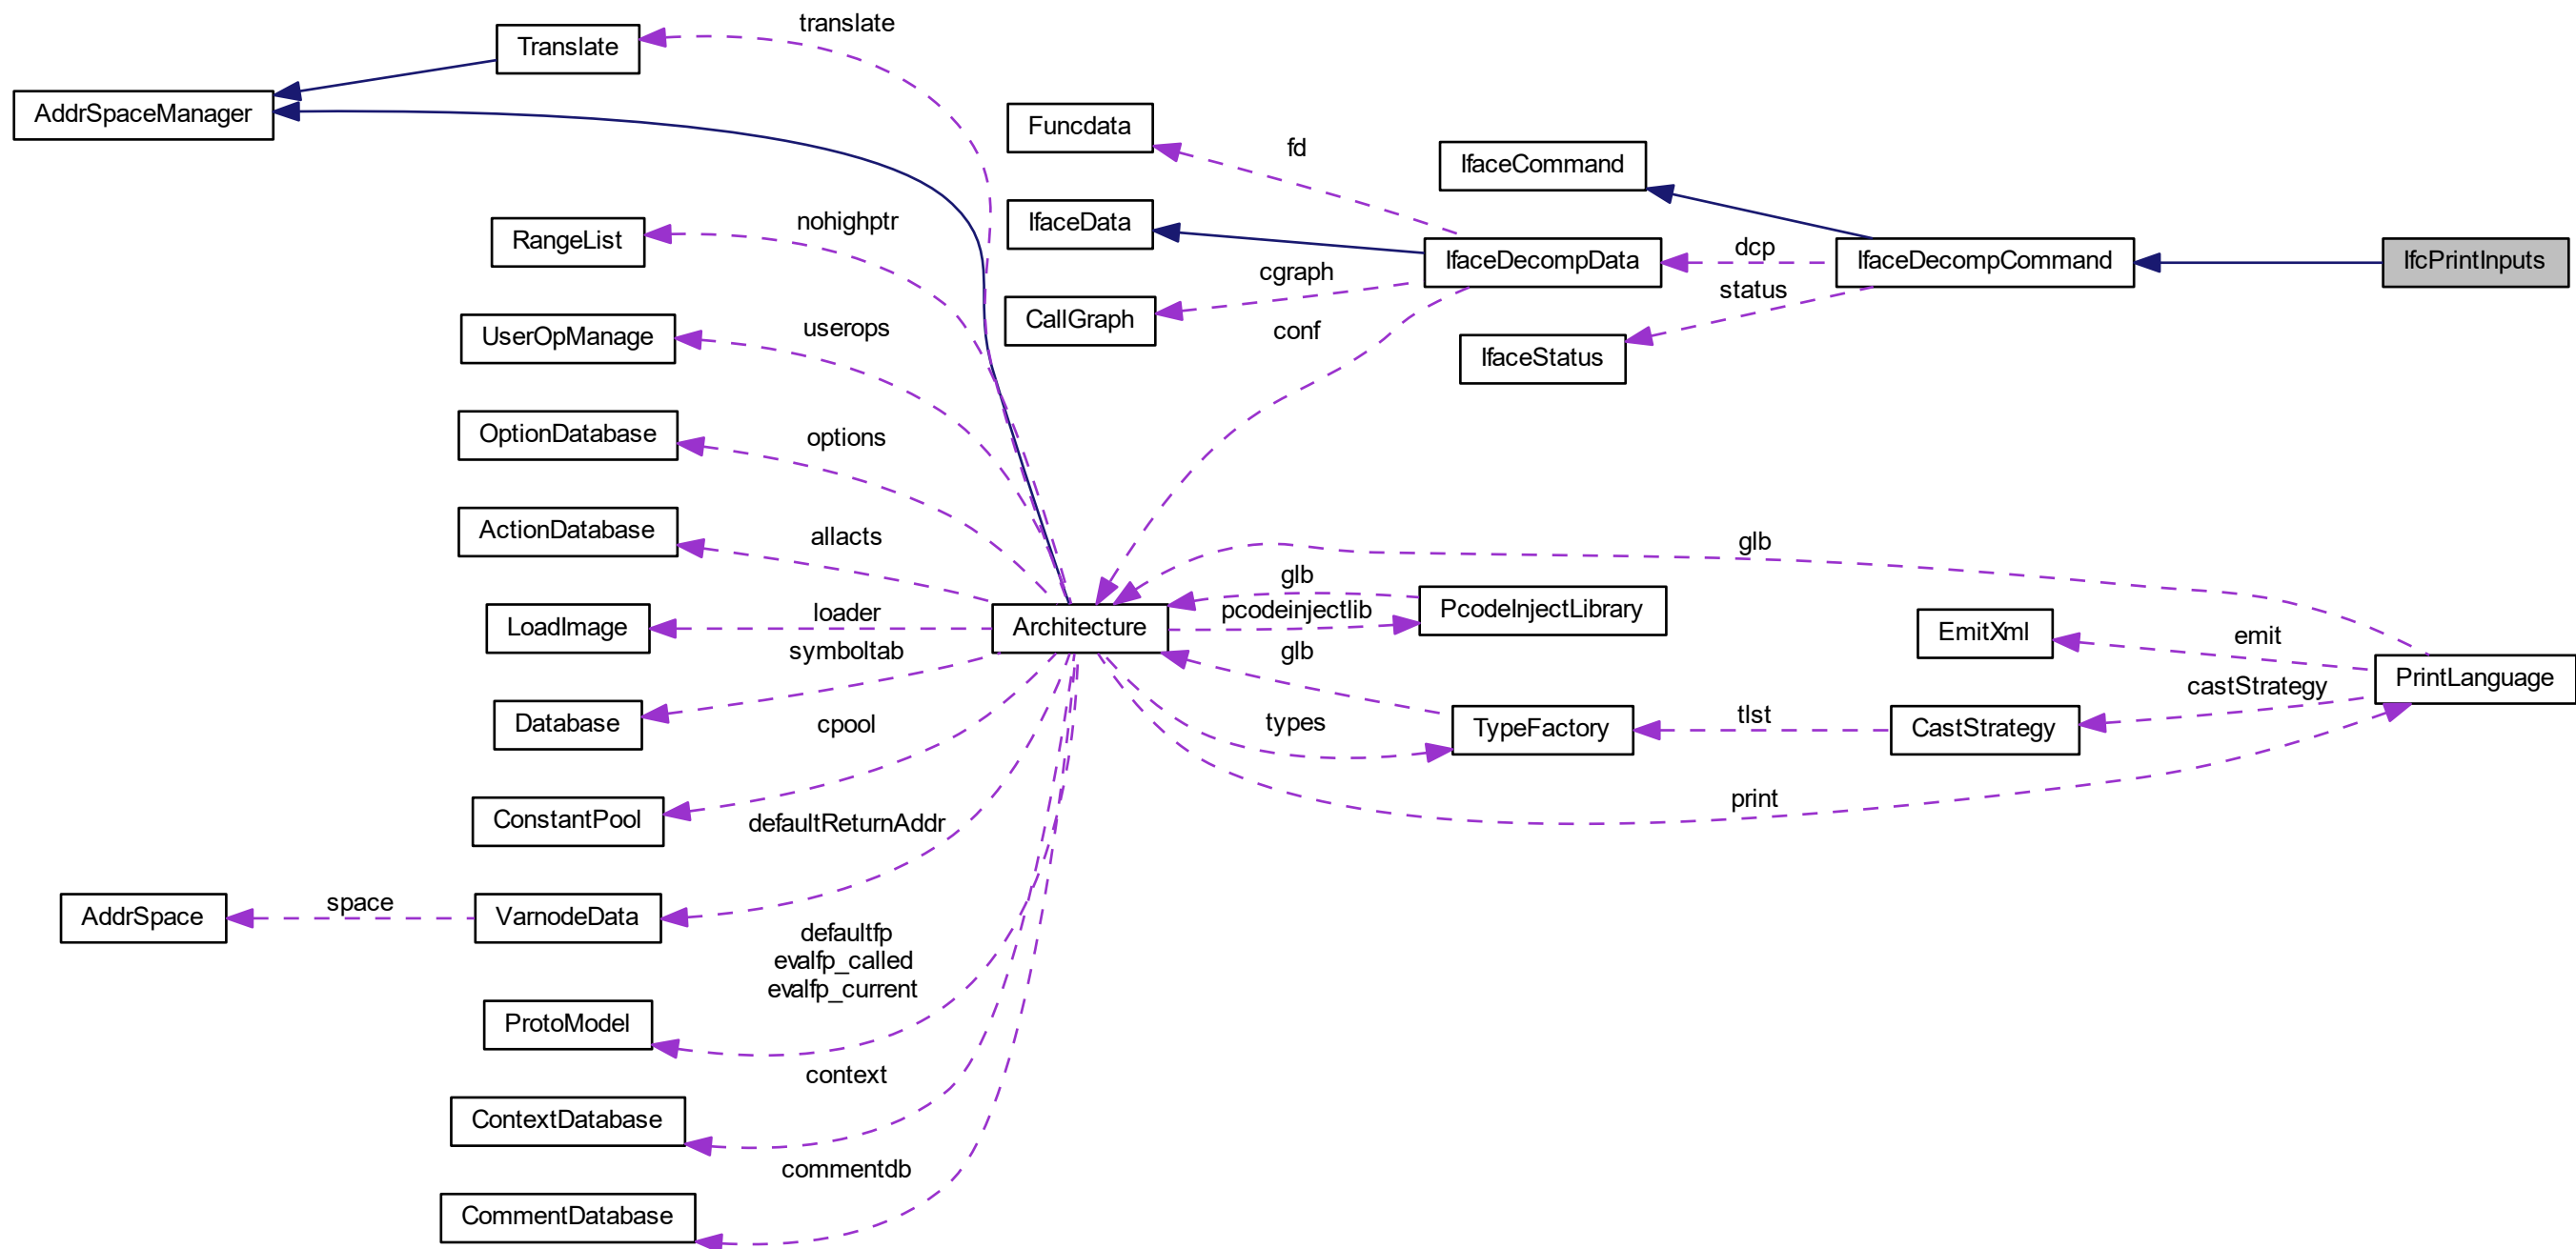 translate
Translate
AddrSpaceManager
Funcdata
fd
IfaceCommand
nohighptr
RangeList
IfaceData
IfaceDecompData
dcp
IfaceDecompCommand
IfcPrintInputs
cgraph
status
CallGraph
conf
userops
UserOpManage
IfaceStatus
options
OptionDatabase
allacts
ActionDatabase
glb
glb
loader
LoadImage
Architecture
pcodeinjectlib
PcodeInjectLibrary
EmitXml
emit
symboltab
glb
PrintLanguage
castStrategy
Database
cpool
types
TypeFactory
tlst
CastStrategy
print
ConstantPool
defaultReturnAddr
AddrSpace
space
VarnodeData
defaultfp
evalfp_called
evalfp_current
ProtoModel
context
ContextDatabase
commentdb
CommentDatabase